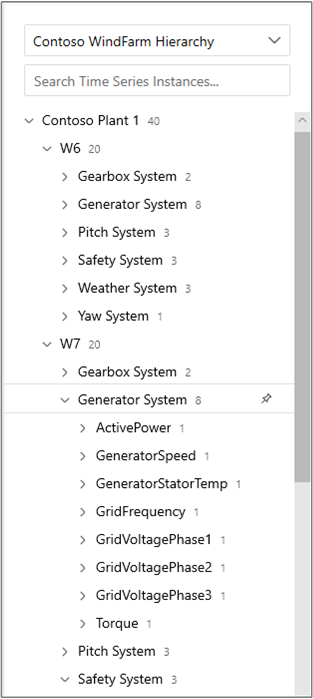 Contoso WindFarm Hierarchy
Search Time Series Instances...
Contoso Plant 1 40
W6 20
Gearbox System 2
Generator System 8
Pitch System 3
Safety System 3
Weather System 3
Yaw System 1
W7 20
Gearbox System 2
Generator System 8
ActivePower 1
GeneratorSpeed 1
GeneratorStatorTemp 1
GridFrequency 1
GridVoltagePhase1 1
GridVoltagePhase2 1
GridVoltagePhase3 1
Torque 1
Pitch System 3
Safety System 3